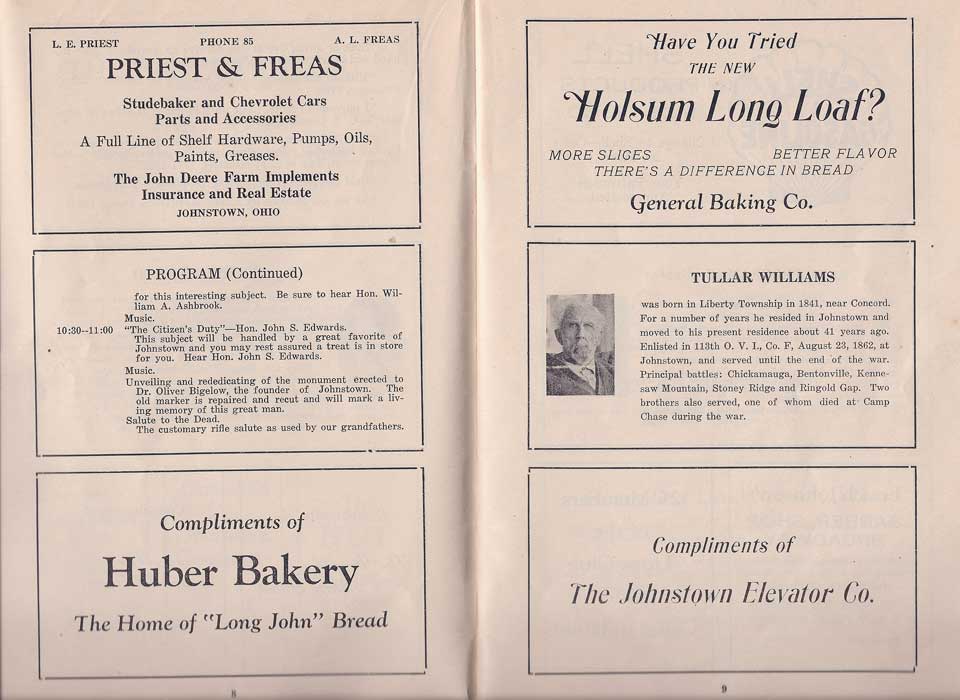 L. E. PRIEST PHONE 85 A. L. FREAS
PRIEST & FREAS
Studebaker and Chevrolet Cars
Parts and Accessories
A Full Line of Shelf Hardware, Pumps, Oils,
Paints, Greases.
The John Deere Farm Implements
Insurance and Real Estate
JOHNSTOWN, OHIO
PROGRAM (Continued)
for this interesting subject. Be sure to hear Hon. Wil-
liam A. Ashbrook.
Music.
10:30--11:00 "The Citizen's Duty"—Hon. John S. Edwards.
This subject will be handled by a great favorite of
Johnstown and you may rest assured a treat is in store
for you. Hear Hon. John S. Edwards.
Music.
Unveiling and rededicating of the monument erected to
Dr. Oliver Bigelow, the founder of Johnstown. The
old marker is repaired and recut and will mark a liv-
ing memory of this great man.
Salute to the Dead.
The customary rifle salute as used by our grandfathers.
Compliments of
Huber Bakery
The Home of "Long John" Bread
8
Have You Tried
THE NEW
Holsum Long Loaf?
MORE SLICES BETTER FLAVOR
THERE'S A DIFFERENCE IN BREAD
General Baking Co.
TULLAR WILLIAMS
was born in Liberty Township in 1841, near Concord.
For a number of years he resided in Johnstown and
moved to his present residence about 41 years ago.
Enlisted in 113th O. V. I., Co. F, August 23, 1862, at
Johnstown, and served until the end of the war.
Principal battles: Chickamauga, Bentonville, Kenne-
saw Mountain, Stoney Ridge and Ringold Gap. Two
brothers also served, one of whom died at Camp
Chase during the war.
Compliments of
The Johnstown Elevator Co.
9